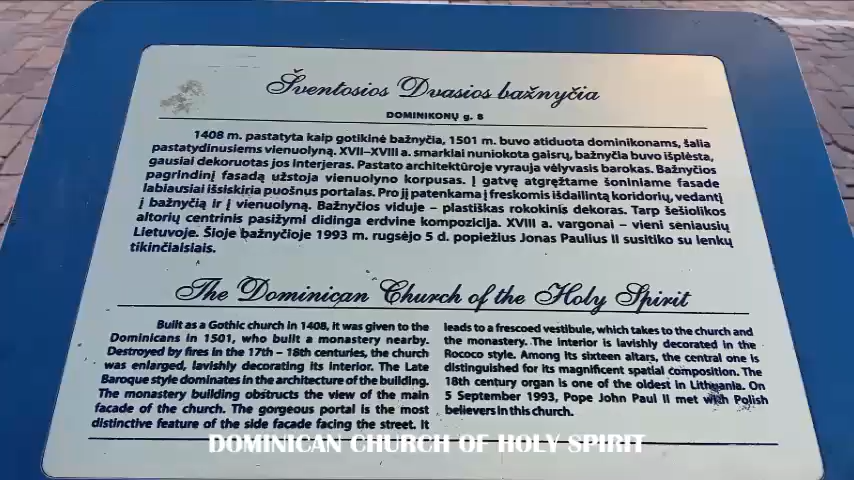 Šventosios Dvasios bažnyčia
DOMINIKONŲ g. 8
1408 m. pastatyta kaip gotikinė bažnyčia, 1501 m. buvo atiduota dominikonams, šalia
pastatydinusiems vienuolyną. XVII–XVIII a. smarkiai nuniokota gaisrų, bažnyčia buvo išplėsta,
gausiai dekoruotas jos interjeras. Pastato architektūroje vyrauja vėlyvasis barokas. Bažnyčios
pagrindinį fasadą užstoja vienuolyno korpusas. Į gatvę atgręžtame šoniniame fasade
labiausiai išsiskiria puošnus portalas. Pro jį patenkama į freskomis išdailintą koridorių, vedantį
į bažnyčią ir į vienuolyną. Bažnyčios viduje – plastiškas rokokinis dekoras. Tarp šešiolikos
altorių centrinis pasižymi didinga erdvine kompozicija. XVIII a. vargonai – vieni seniausių
Lietuvoje. Šioje bažnyčioje 1993 m. rugsėjo 5 d. popiežius Jonas Paulius II susitiko su lenkų
tikinčiaisiais.
The Dominican Church of the Holy Spirit
Built as a Gothic church in 1408, it was given to the
Dominicans in 1501, who built a monastery nearby.
Destroyed by fires in the 17th – 18th centuries, the church
was enlarged, lavishly decorating its interior. The Late
Baroque style dominates in the architecture of the building.
The monastery building obstructs the view of the main
facade of the church. The gorgeous portal is the most
distinctive feature of the side facade facing the street. It
leads to a frescoed vestibule, which takes to the church and
the monastery. The interior is lavishly decorated in the
Rococo style. Among its sixteen altars, the central one is
distinguished for its magnificent spatial composition. The
18th century organ is one of the oldest in Lithuania. On
5 September 1993, Pope John Paul II met with Polish
believers in this church.
DOMINICAN CHURCH OF HOLY SPIRIT